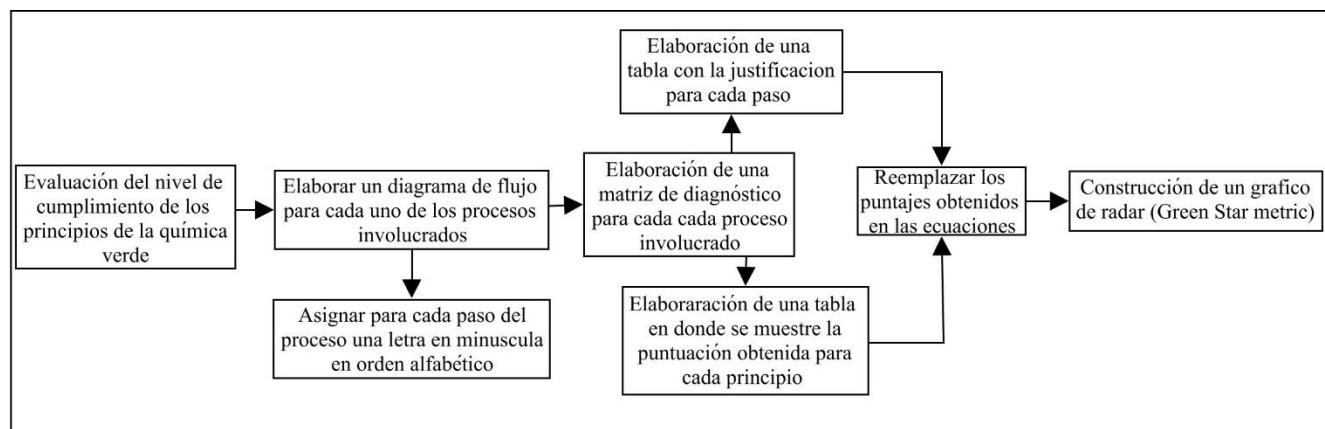 Evaluación del nivel de
cumplimiento de los
principios de la química
verde
Elaborar un diagrama de flujo
para cada uno de los procesos
involucrados
Asignar para cada paso del
proceso una letra en minuscula
en orden alfabético
Elaboración de una
matriz de diagnóstico
para cada cada proceso
involucrado
Elaboración de una
tabla con la justificacion
para cada paso
Elaboraración de una tabla
en donde se muestre la
puntuación obtenida para
cada principio
Reemplazar los
puntajes obtenidos
en las ecuaciones
Construcción de un grafico
de radar (Green Star metric)